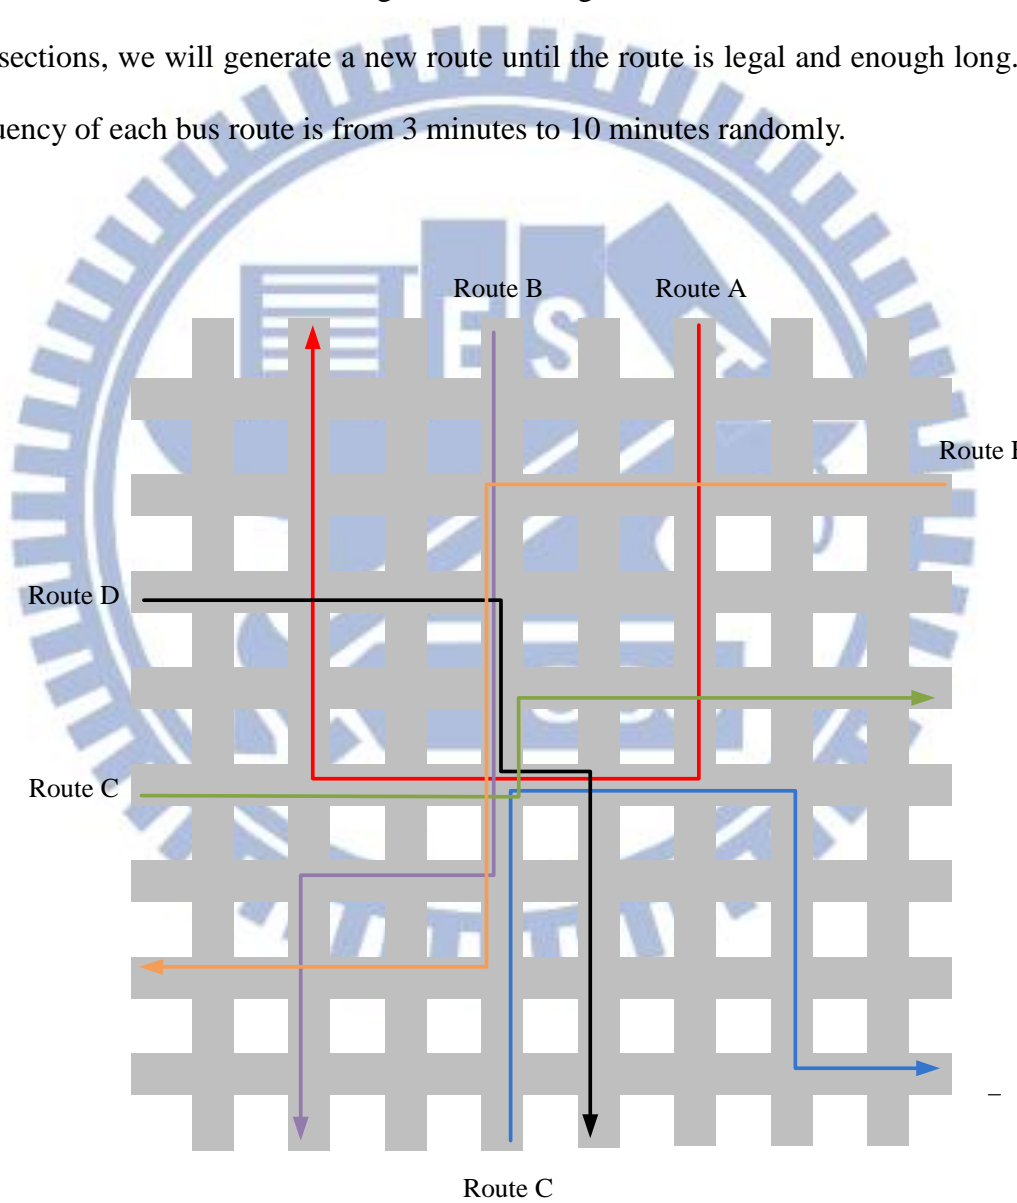 sections, we will generate a new route until the route is legal and enough long.
uency of each bus route is from 3 minutes to 10 minutes randomly.
Route B
Route A
Route
Route D
Route C
Route C
ES